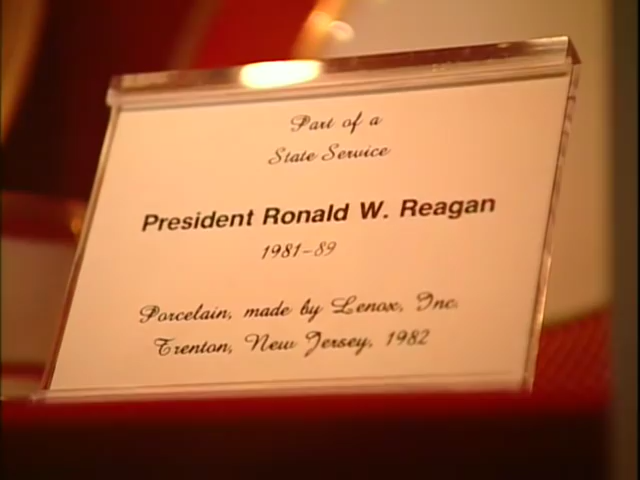 Part of a
State Service
President Ronald W. Reagan
1981-89
Porcelain, made by Lenox, Inc.
Trenton, New Jersey, 1982